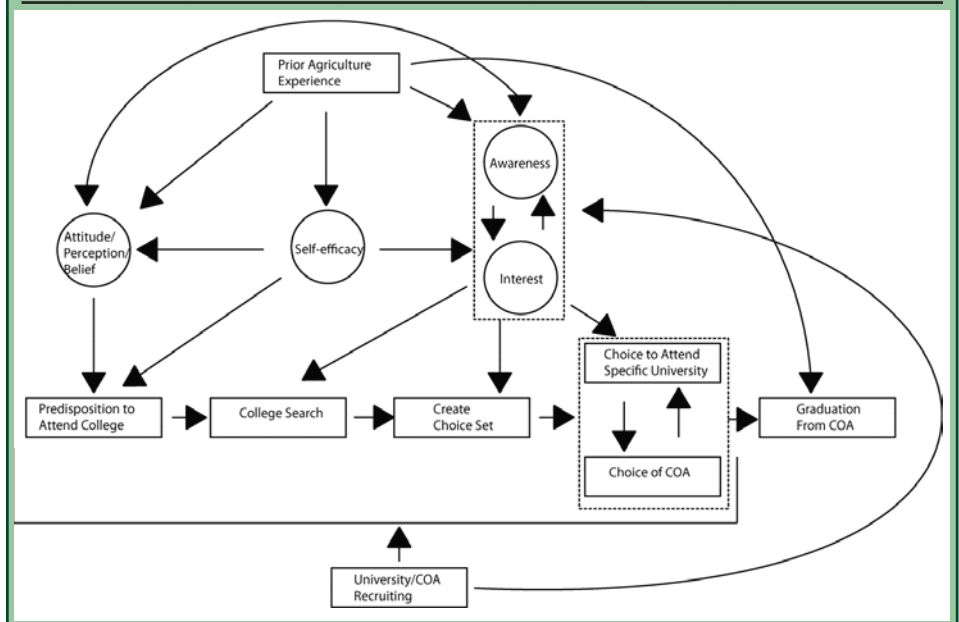 Prior Agriculture
Experience
Awareness
Attitude/
Perception/
Belief
Self-efficacy
Interest
Choice to Attend
Specific University
Predisposition to
Attend College
College Search
Create
Choice Set
Graduation
From COA
Choice of COA
University/COA
Recruiting